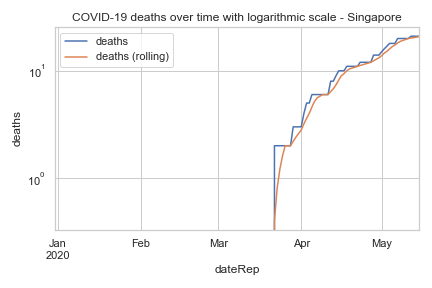 COVID-19 deaths over time with logarithmic scale - Singapore
deaths
deaths (rolling)
10¹
10⁰
deaths
Jan
2020
Feb
Mar
Apr
May
dateRep